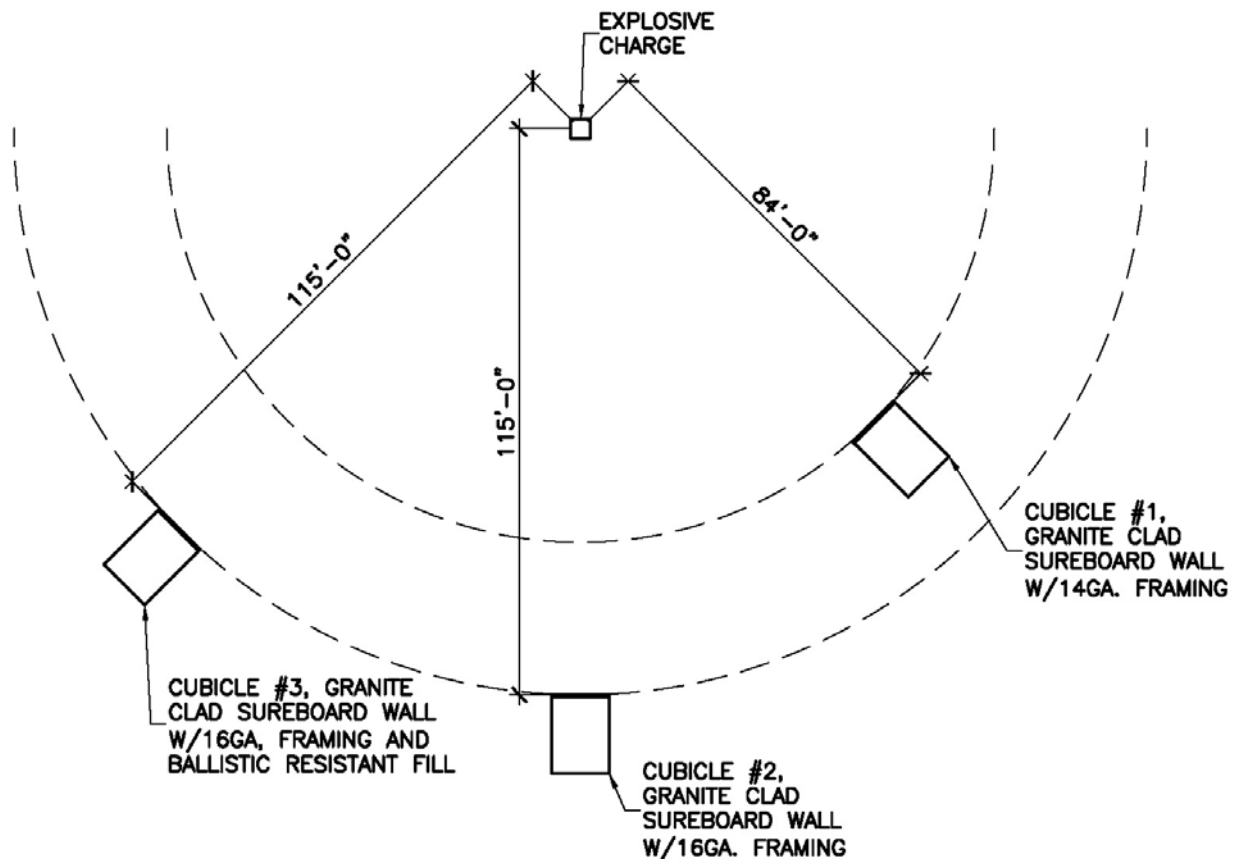 EXPLOSIVE
CHARGE
115'-0"
115'-0"
84'-0"
CUBICLE #1,
GRANITE CLAD
SUREBOARD WALL
W/14GA. FRAMING
CUBICLE #3, GRANITE
CLAD SUREBOARD WALL
W/16GA, FRAMING AND
BALLISTIC RESISTANT FILL
CUBICLE #2,
GRANITE CLAD
SUREBOARD WALL
W/16GA. FRAMING